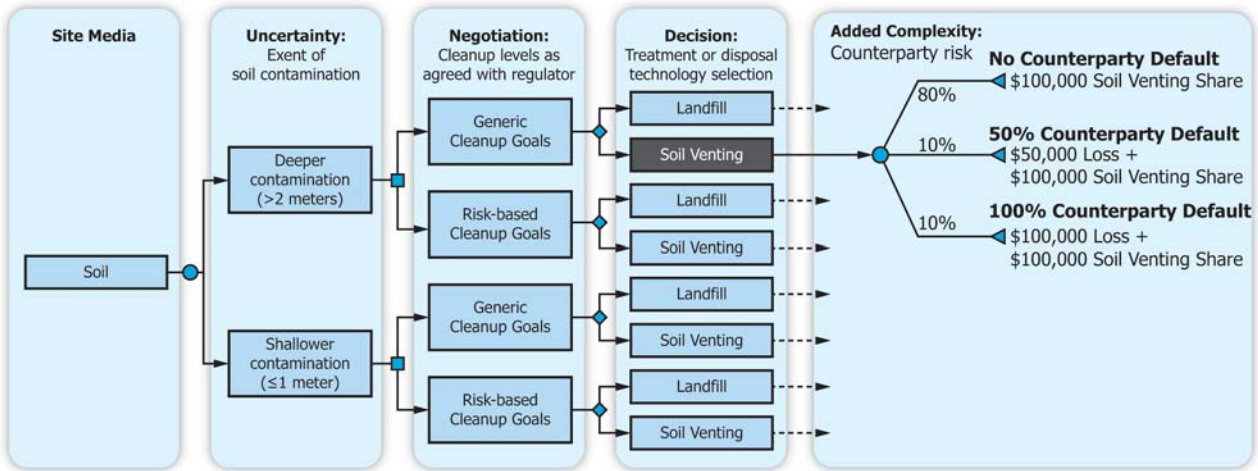 Site Media
Uncertainty:
Exent of
soil contamination
Negotiation:
Cleanup levels as
agreed with regulator
Decision:
Treatment or disposal
technology selection
Added Complexity:
Counterparty risk
Soil
Deeper
contamination
(>2 meters)
Shallower
contamination
(≤1 meter)
Generic
Cleanup Goals
Risk-based
Cleanup Goals
Generic
Cleanup Goals
Risk-based
Cleanup Goals
Landfill
Soil Venting
Landfill
Soil Venting
Landfill
Soil Venting
Landfill
Soil Venting
80%
No Counterparty Default
$100,000 Soil Venting Share
10%
50% Counterparty Default
$50,000 Loss +
$100,000 Soil Venting Share
10%
100% Counterparty Default
$100,000 Loss +
$100,000 Soil Venting Share